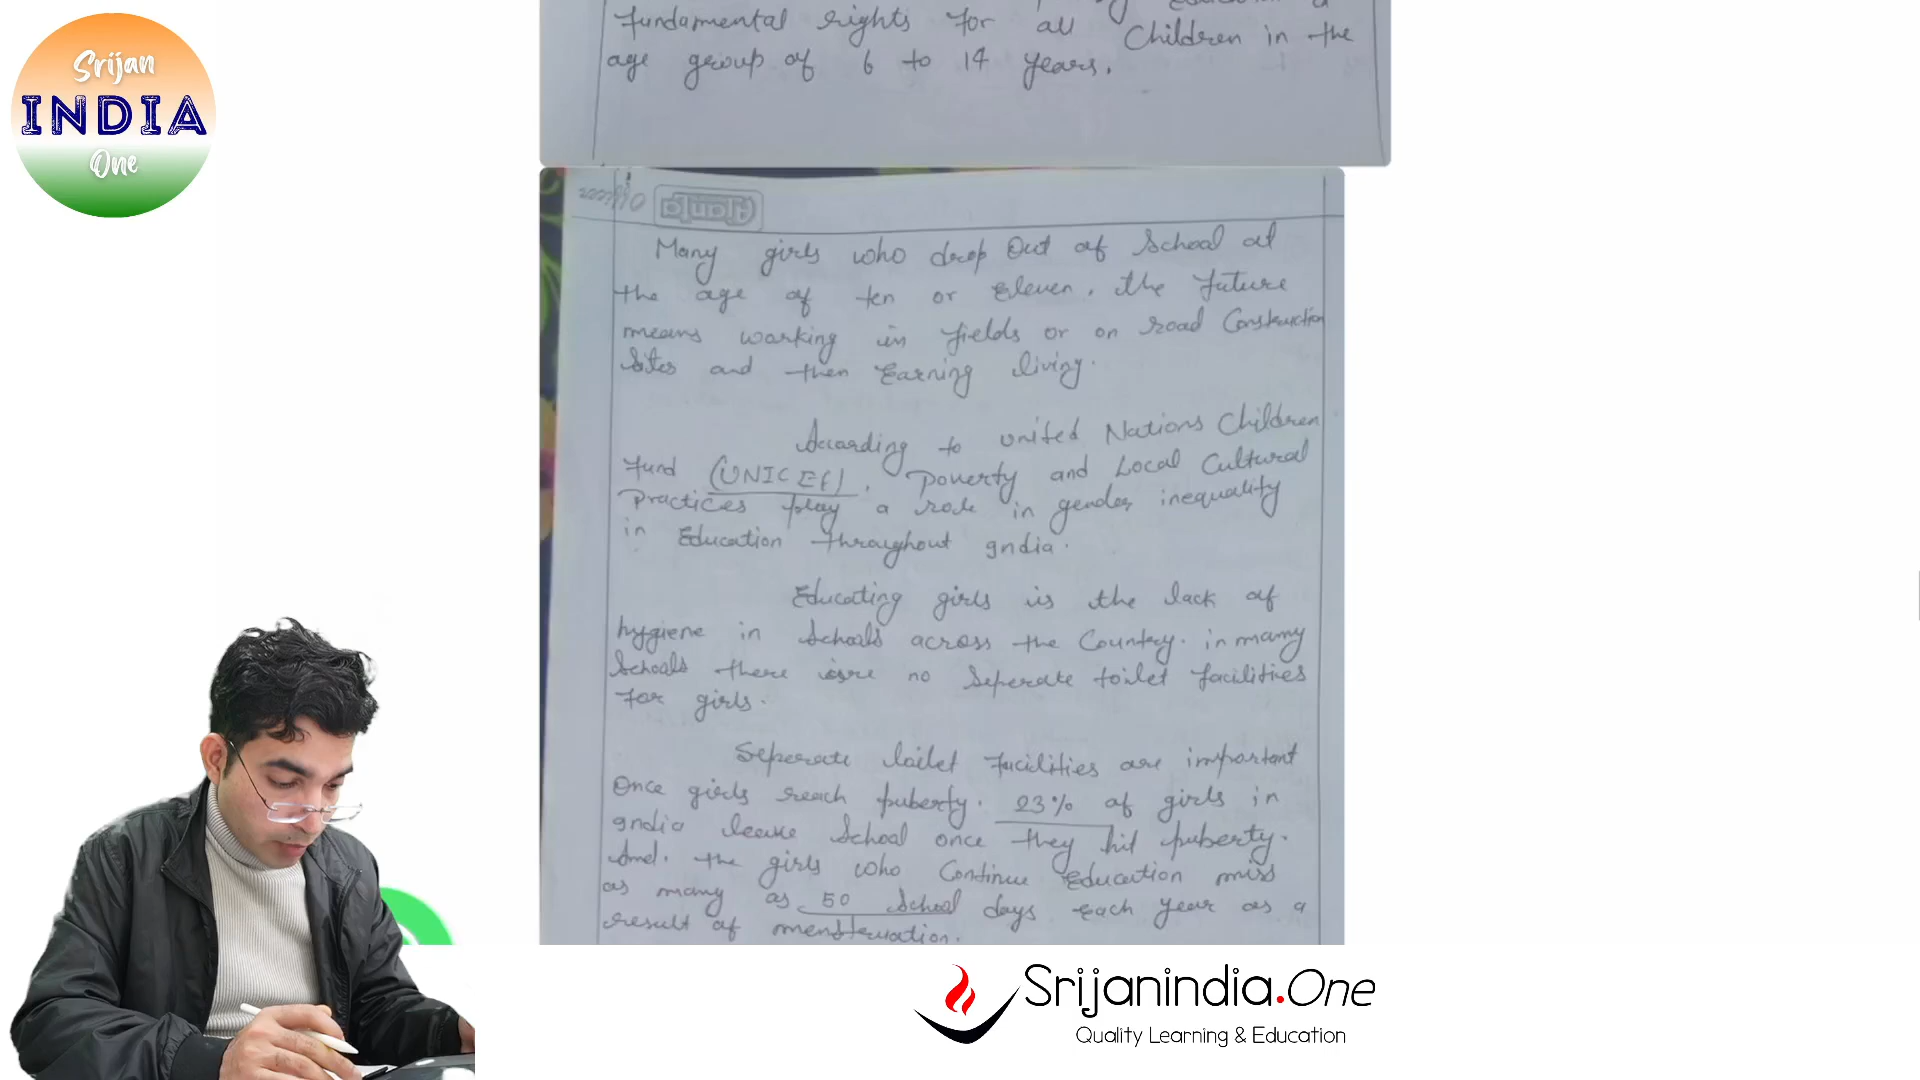 Srijan
INDIA
One
fundamental rights for all Children in the
age group of 6 to 14 years.
Ajanta
Many girls who drop Out of School at
the age of ten or Eleven, the future
means working in fields or on road Construction
Sites and then Earning living.
According to united Nations Children
fund (UNICEF), poverty and Local Cultural
Practices play a role in gender inequality
in Education throughout India.
Educating girls is the lack of
hygiene in Schools across the Country. in many
Schools there are no Seperate toilet facilities
for girls.
Seperate toilet facilities are important
Once girls reach puberty. 23% of girls in
India leave School once they hit puberty.
And. the girls who Continue Education miss
as many as 50 School days Each Year as a
result of menstruation.
Srijanindia.One
Quality Learning & Education